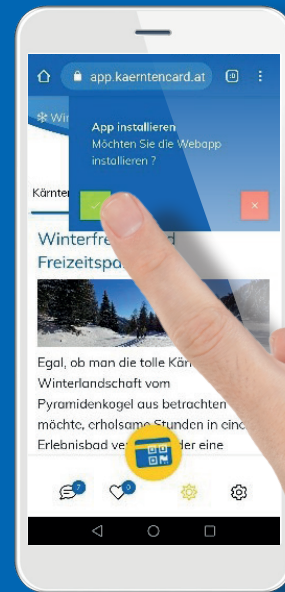 app.kaerntencard.at
App installieren
Möchten Sie die Webapp
installieren ?
Winterfre
Freizeitspa
Egal, ob man die tolle Kär
Winterlandschaft vom
Pyramidenkogel aus betrachten
möchte, erholsame Stunden in eine
Erlebnisbad ve der eine